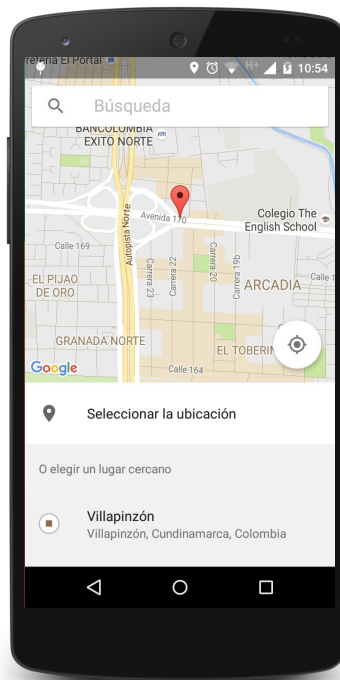 refería El Portal
H+
10:54
Búsqueda
BANCOLOMBIA
EXITO NORTE
Avenida 170
Autopista Norte
Colegio The
English School
Calle 169
Carrera 23
Carrera 22
Carrera 20
Carrera 19b
Calle 1
EL PIJAO
DE ORO
ARCADIA
GRANADA NORTE
EL TOBERIN
Google
Calle 164
Seleccionar la ubicación
O elegir un lugar cercano
Villapinzón
Villapinzón, Cundinamarca, Colombia